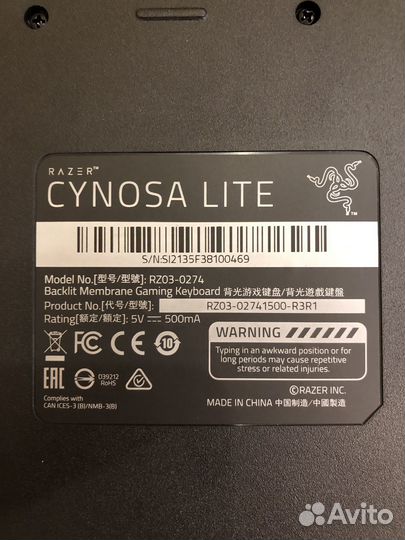 RAZER™
CYNOSA LITE
S/N:SI2135F38100469
Model No.[型号/型號]: RZ03-0274
Backlit Membrane Gaming Keyboard 背光游戏键盘/背光遊戲鍵盤
Product No.[代号/型號]: RZ03-02741500-R3R1
Rating[额定/額定]: 5V ⎓ 500mA
FC CE
EAC 039212 RoHS
Complies with
CAN ICES-3 (B)/NMB-3(B)
WARNING
Typing in an awkward position or for
long periods may cause repetitive
stress or related injuries.
©RAZER INC.
MADE IN CHINA 中国制造/中國製造
Avito